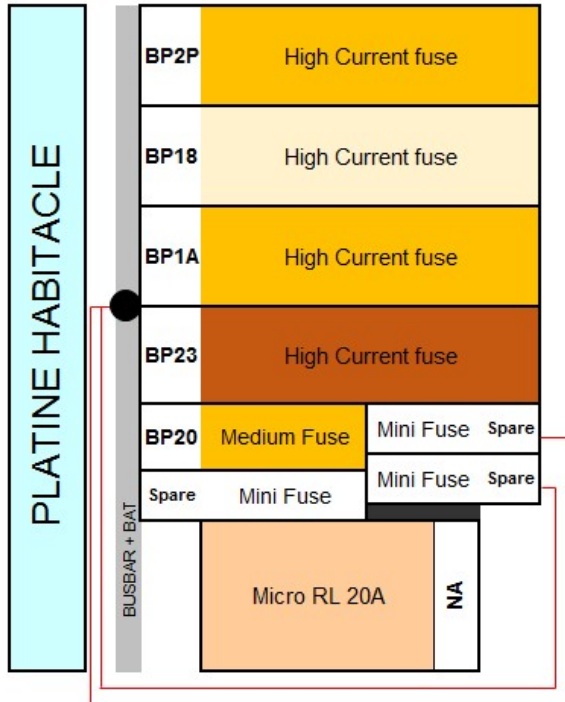 PLATINE HABITACLE
BUSBAR + BAT
BP2P High Current fuse
BP18 High Current fuse
BP1A High Current fuse
BP23 High Current fuse
BP20 Medium Fuse
Mini Fuse Spare
Mini Fuse Spare
Spare Mini Fuse
Micro RL 20A
NA